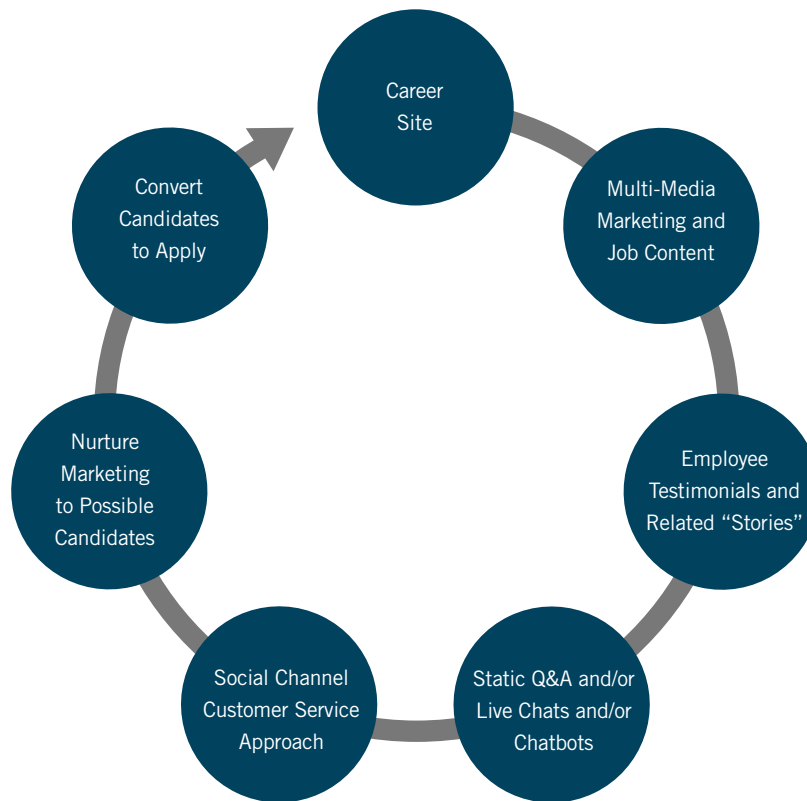 Career
Site
Multi-Media
Marketing and
Job Content
Employee
Testimonials and
Related “Stories”
Static Q&A and/or
Live Chats and/or
Chatbots
Social Channel
Customer Service
Approach
Nurture
Marketing
to Possible
Candidates
Convert
Candidates
to Apply